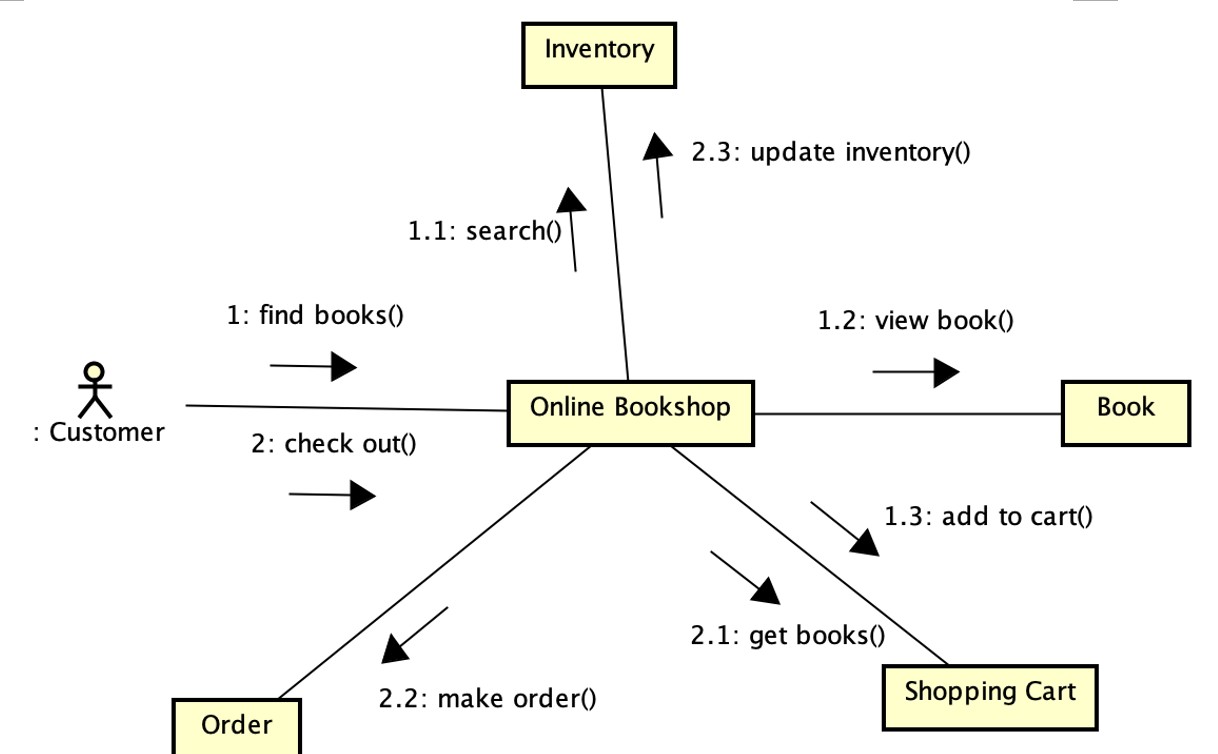 Inventory
2.3: update inventory()
1.1: search()
1: find books()
1.2: view book()
Online Bookshop
Book
: Customer
2: check out()
1.3: add to cart()
2.1: get books()
Shopping Cart
2.2: make order()
Order